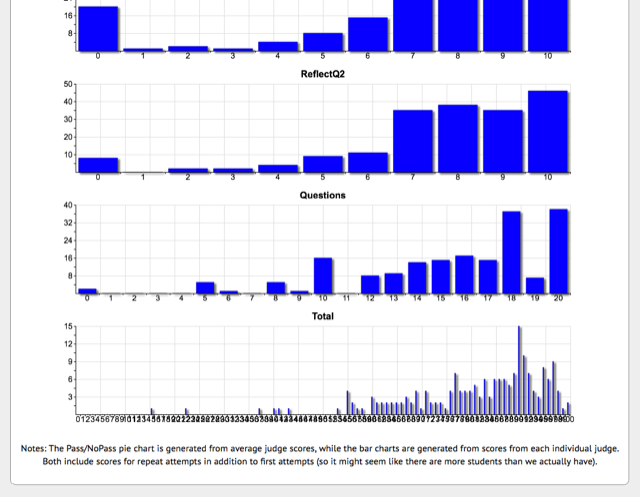 16
8
0 1 2 3 4 5 6 7 8 9 10
ReflectQ2
50
40
30
20
10
0 1 2 3 4 5 6 7 8 9 10
Questions
40
32
24
16
8
0 1 2 3 4 5 6 7 8 9 10 11 12 13 14 15 16 17 18 19 20
Total
15
12
9
6
3
Notes: The Pass/NoPass pie chart is generated from average judge scores, while the bar charts are generated from scores from each individual judge.
Both include scores for repeat attempts in addition to first attempts (so it might seem like there are more students than we actually have).